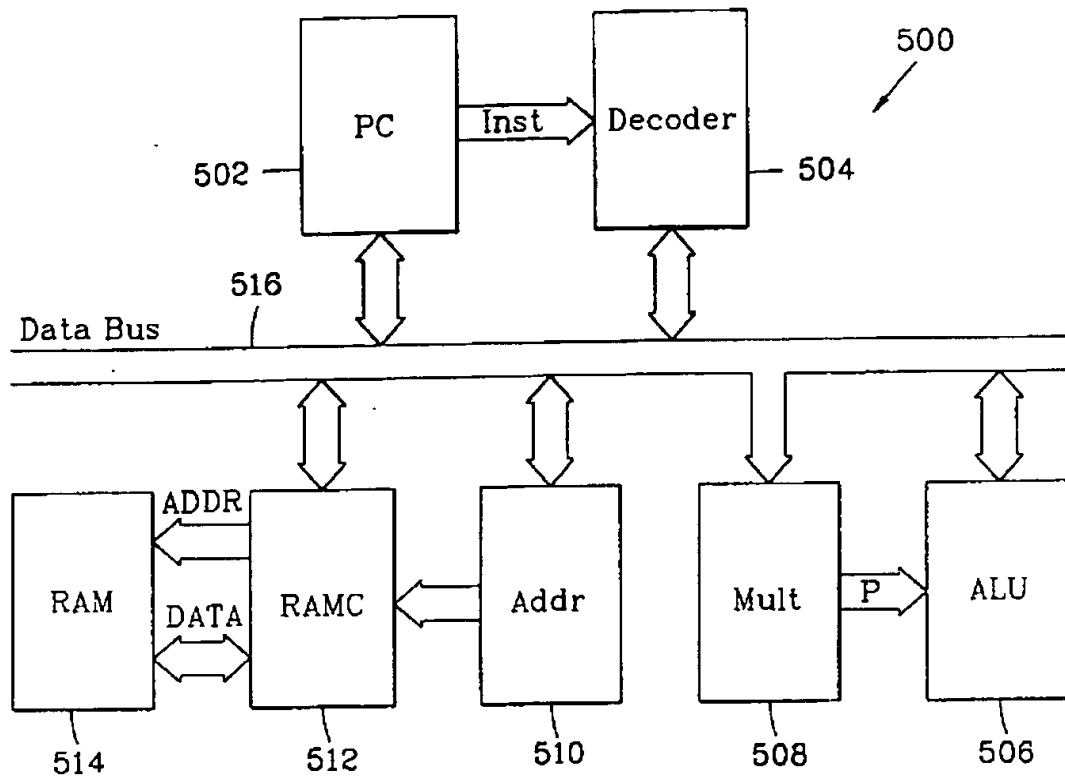 500
PC
Inst
Decoder
502
504
516
Data Bus
ADDR
RAM
RAMC
Addr
Mult
P
ALU
DATA
514
512
510
508
506